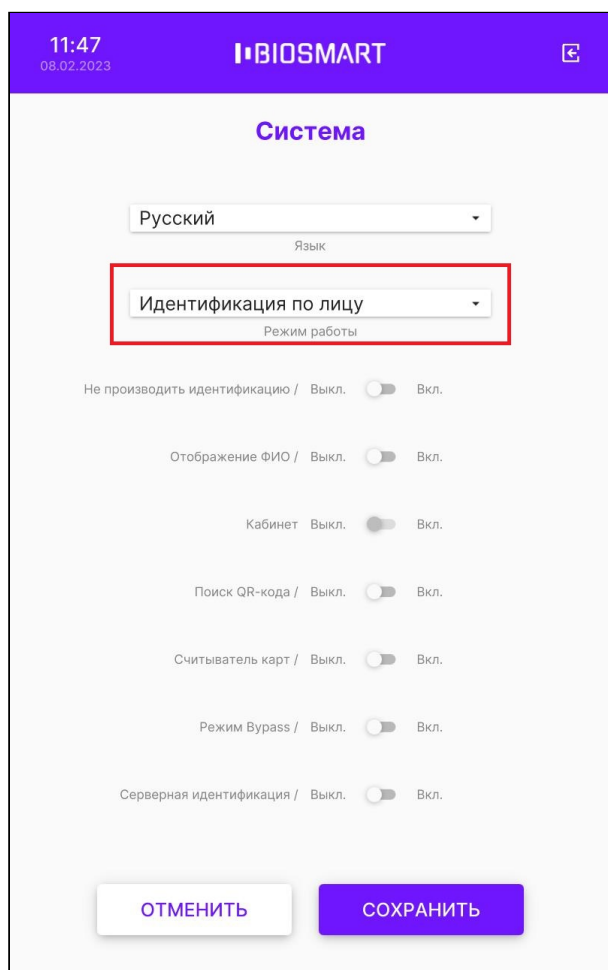 11:47
08.02.2023
BIOSMART
Система
Русский
Язык
Идентификация по лицу
Режим работы
Не производить идентификацию / Выкл. Вкл.
Отображение ФИО / Выкл. Вкл.
Кабинет Выкл. Вкл.
Поиск QR-кода / Выкл. Вкл.
Считыватель карт / Выкл. Вкл.
Режим Bypass / Выкл. Вкл.
Серверная идентификация / Выкл. Вкл.
ОТМЕНИТЬ СОХРАНИТЬ